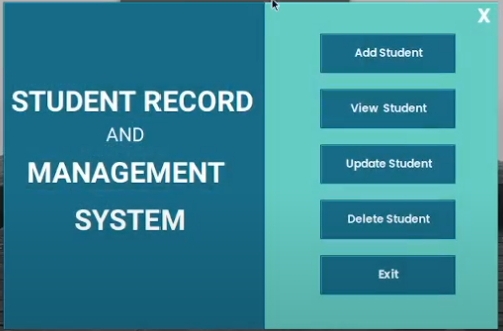 STUDENT RECORD
AND
MANAGEMENT
SYSTEM
X
Add Student
View Student
Update Student
Delete Student
Exit